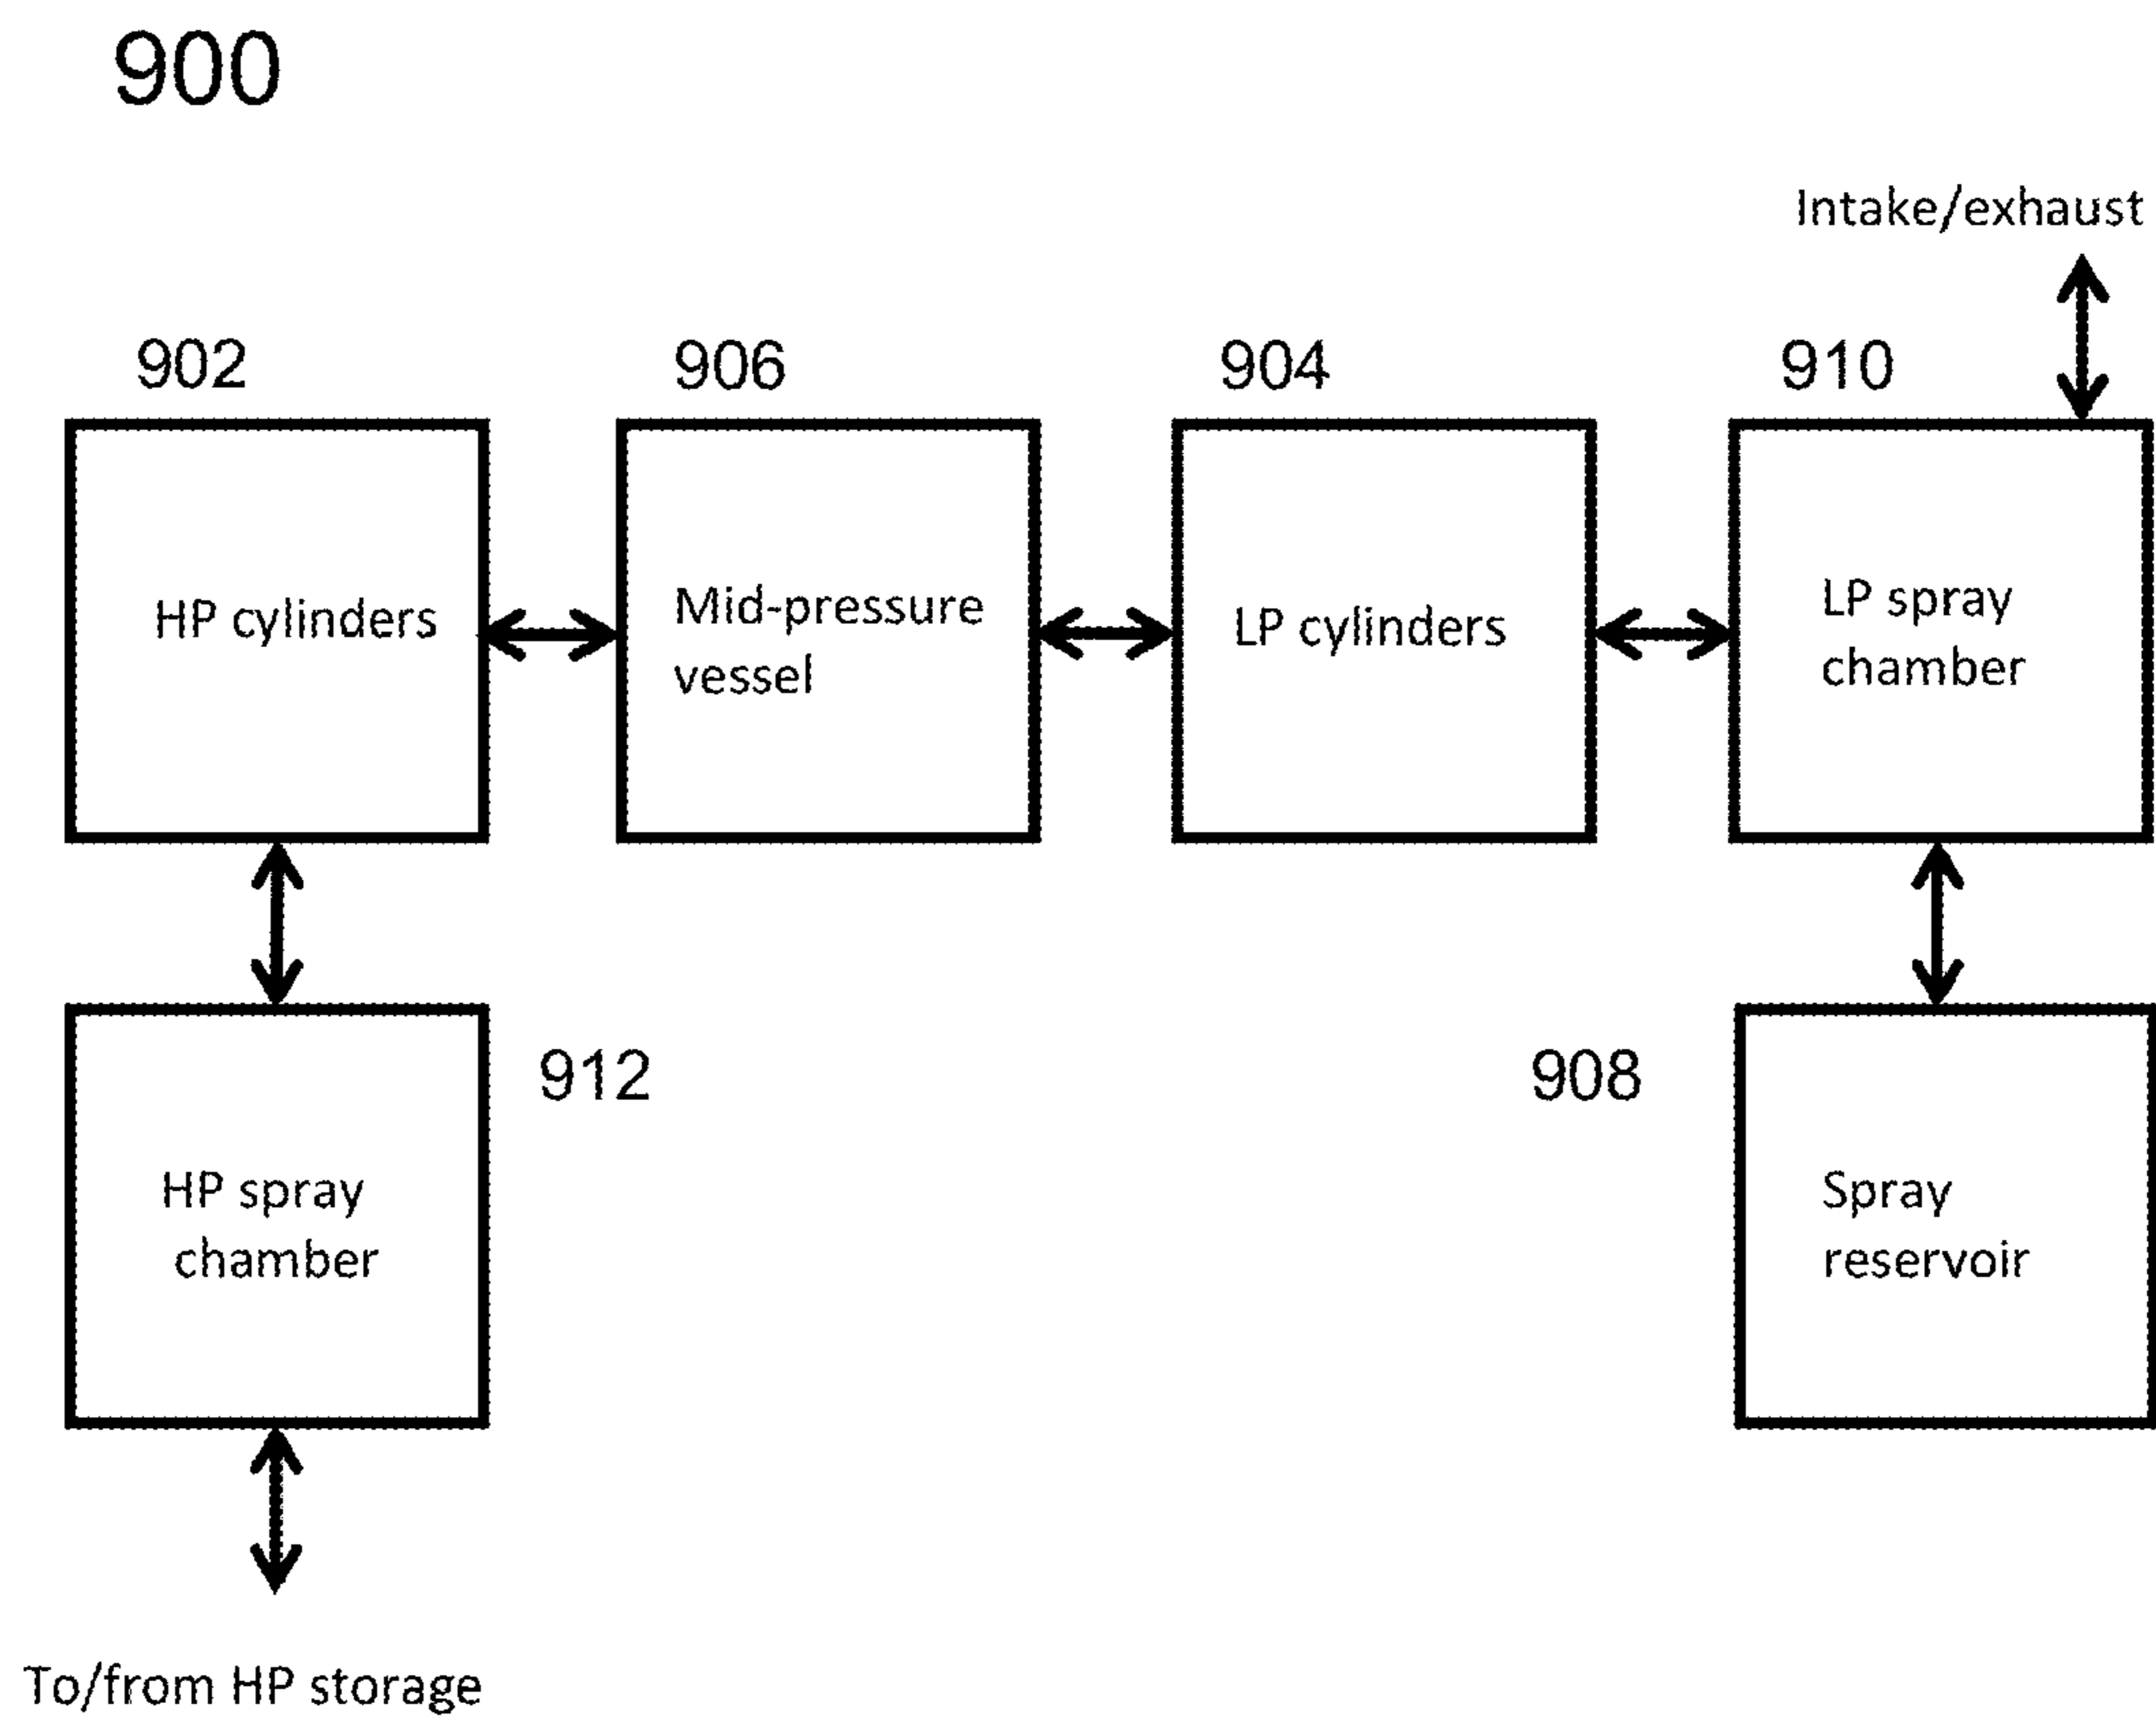 900
Intake/exhaust
902
906
904
910
HP cylinders
Mid-pressure
vessel
LP cylinders
LP spray
chamber
912
908
HP spray
chamber
Spray
reservoir
To/from HP storage